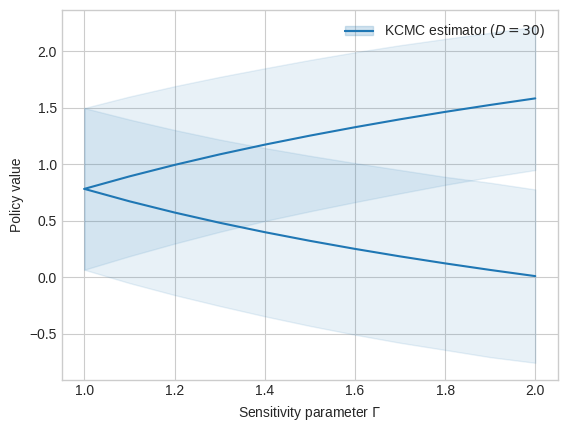 KCMC estimator (D = 30)
Policy value
2.0
1.5
1.0
0.5
0.0
−0.5
1.0 1.2 1.4 1.6 1.8 2.0
Sensitivity parameter Γ